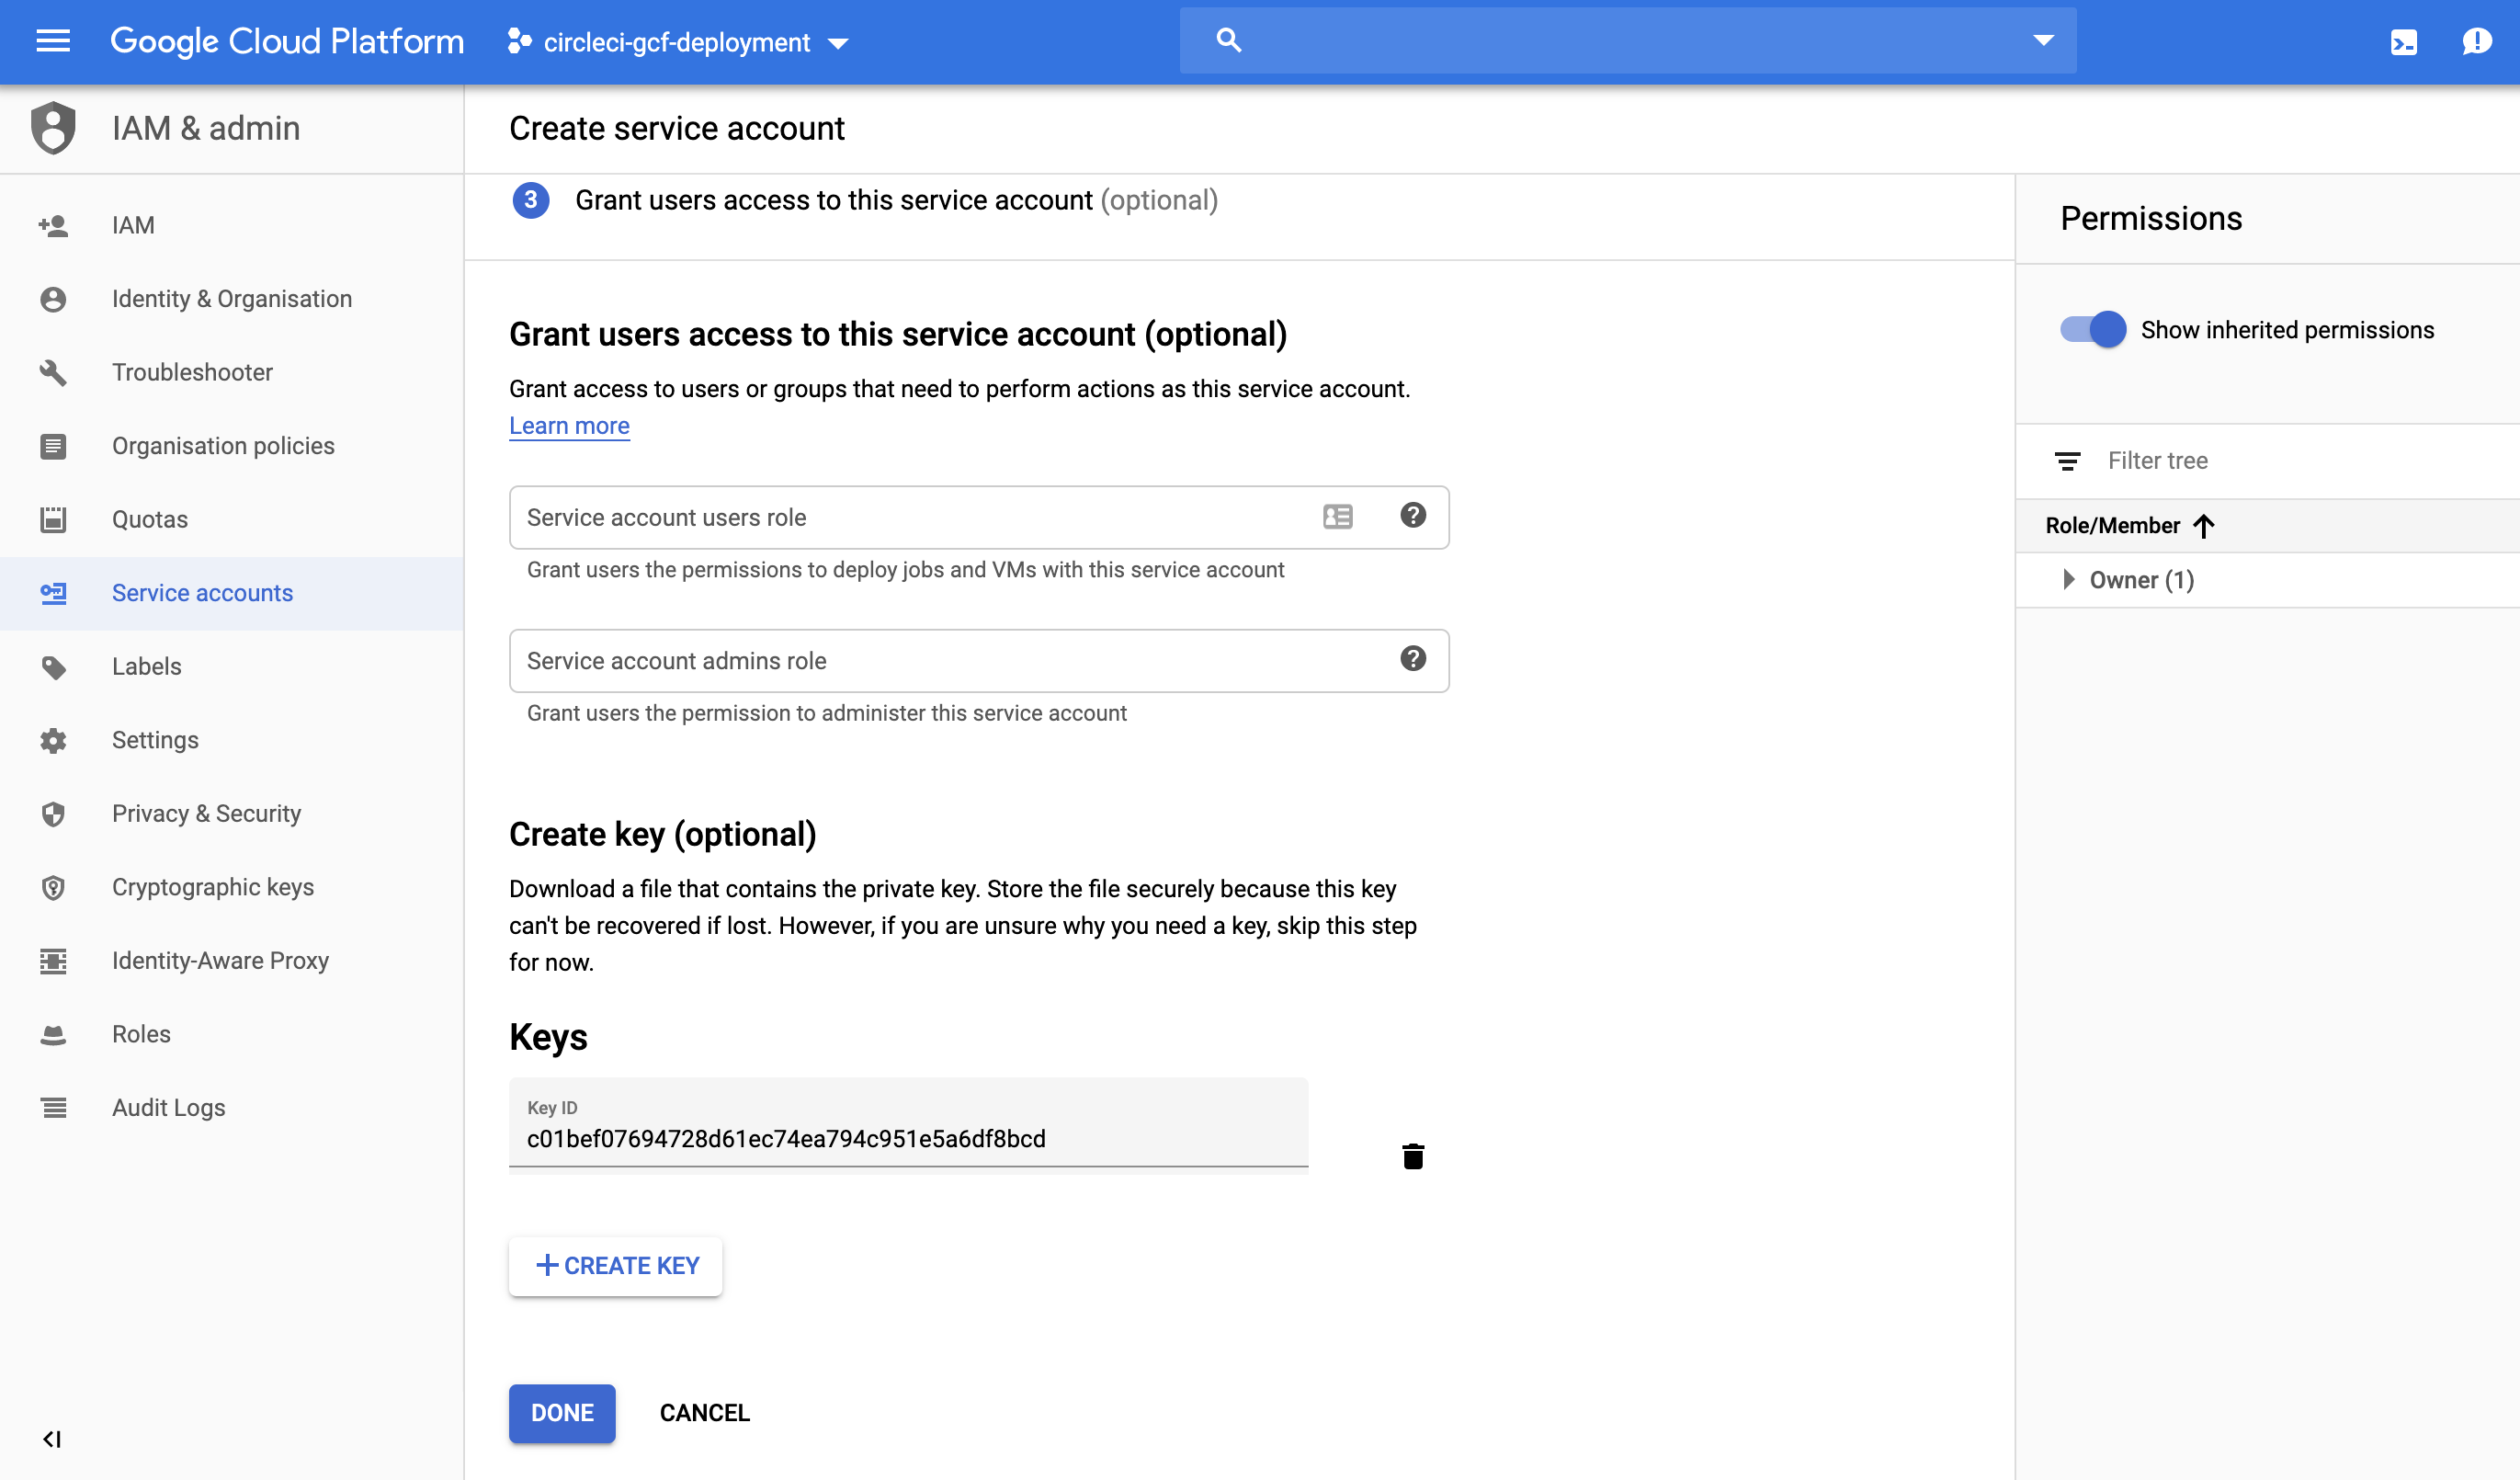 Google Cloud Platform
circleci-gcf-deployment
IAM & admin
IAM
Identity & Organisation
Troubleshooter
Organisation policies
Quotas
Service accounts
Labels
Settings
Privacy & Security
Cryptographic keys
Identity-Aware Proxy
Roles
Audit Logs
Create service account
3 Grant users access to this service account (optional)
Grant users access to this service account (optional)
Grant access to users or groups that need to perform actions as this service account.
Learn more
Service account users role
Grant users the permissions to deploy jobs and VMs with this service account
Service account admins role
Grant users the permission to administer this service account
Create key (optional)
Download a file that contains the private key. Store the file securely because this key
can't be recovered if lost. However, if you are unsure why you need a key, skip this step
for now.
Keys
Key ID
c01bef07694728d61ec74ea794c951e5a6df8bcd
CREATE KEY
DONE
CANCEL
Permissions
Show inherited permissions
Filter tree
Role/Member
Owner (1)